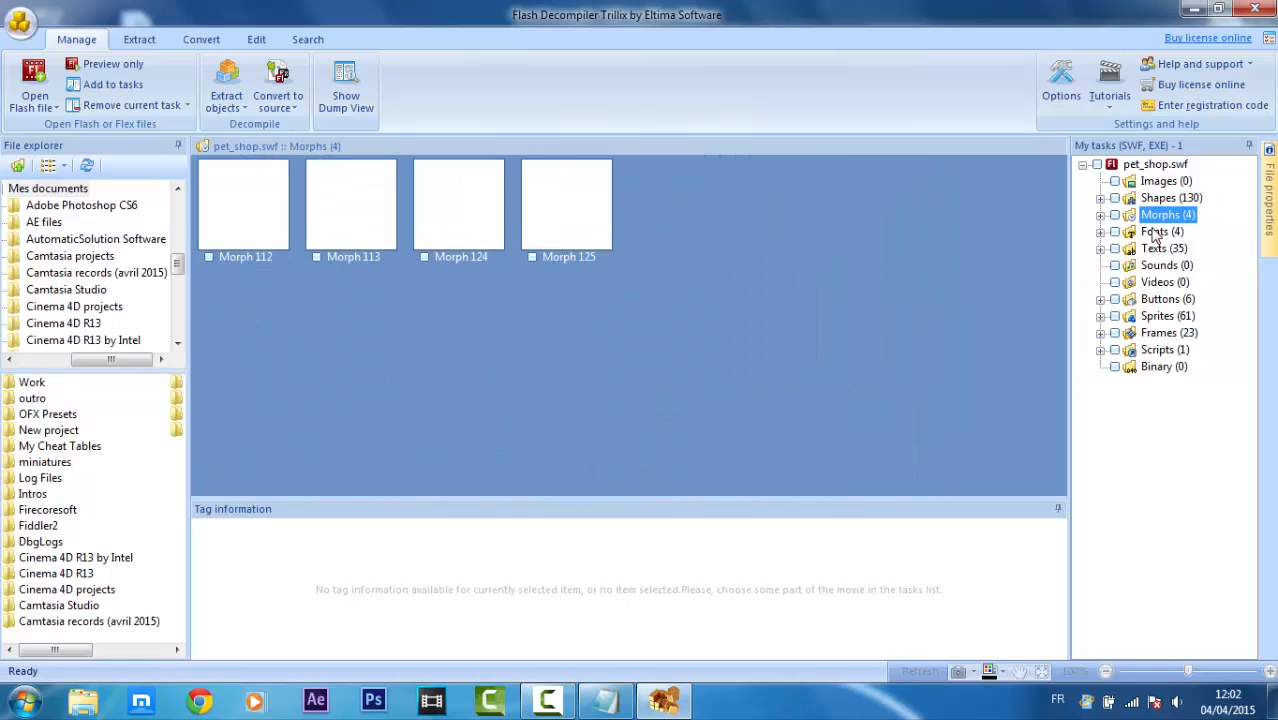 Flash Decompiler Trillix by Eltima Software
Manage Extract Convert Edit Search Buy license online
Open Flash file
Preview only
Add to tasks
Remove current task
Open Flash or Flex files
Extract objects
Convert to source
Decompile
Show Dump View
Options
Tutorials
Help and support
Buy license online
Enter registration code
Settings and help
File explorer
Mes documents
Adobe Photoshop CS6
AE files
AutomaticSolution Software
Camtasia projects
Camtasia records (avril 2015)
Camtasia Studio
Cinema 4D projects
Cinema 4D R13
Cinema 4D R13 by Intel
Work
outro
OFX Presets
New project
My Cheat Tables
miniatures
Log Files
Intros
Firecoresoft
Fiddler2
DbgLogs
Cinema 4D R13 by Intel
Cinema 4D R13
Cinema 4D projects
Camtasia Studio
Camtasia records (avril 2015)
pet_shop.swf :: Morphs (4)
Morph 112 Morph 113 Morph 124 Morph 125
Tag information
No tag information available for currently selected item, or no item selected.Please, choose some part of the movie in the tasks list.
My tasks (SWF, EXE) - 1
pet_shop.swf
Images (0)
Shapes (130)
Morphs (4)
Fonts (4)
Texts (35)
Sounds (0)
Videos (0)
Buttons (6)
Sprites (61)
Frames (23)
Scripts (1)
Binary (0)
File properties
Ready Refresh 100%
Ae Ps FR 12:02
04/04/2015